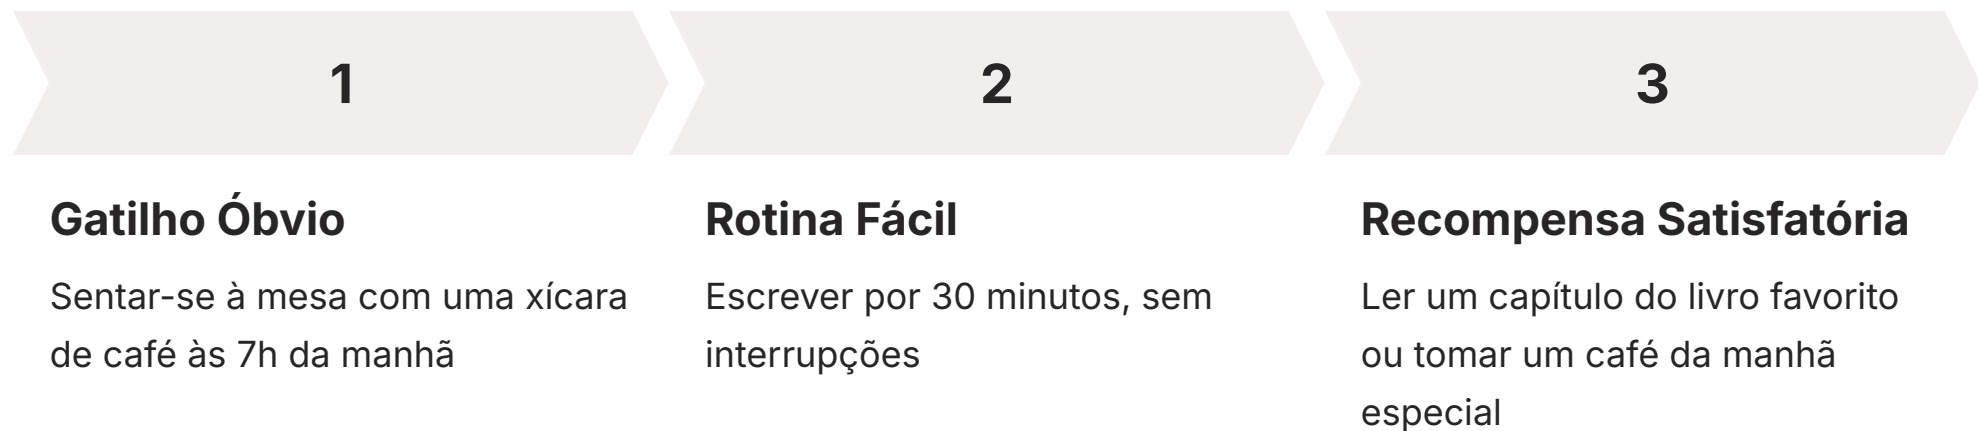 1
Gatilho Óbvio
Sentar-se à mesa com uma xícara
de café às 7h da manhã
2
Rotina Fácil
Escrever por 30 minutos, sem
interrupções
3
Recompensa Satisfatória
Ler um capítulo do livro favorito
ou tomar um café da manhã
especial